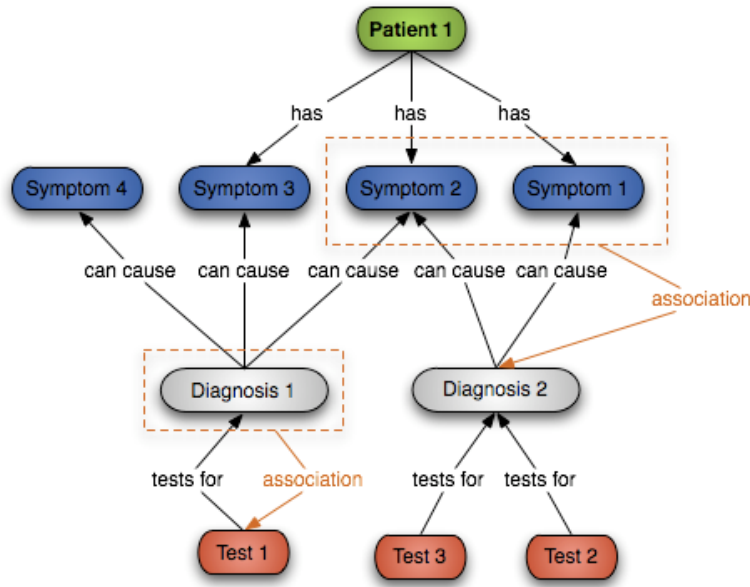 Patient 1
has
has
has
Symptom 4
Symptom 3
Symptom 2
Symptom 1
can cause
can cause
can cause
can cause
can cause
association
Diagnosis 1
Diagnosis 2
tests for
association
tests for
tests for
Test 1
Test 3
Test 2